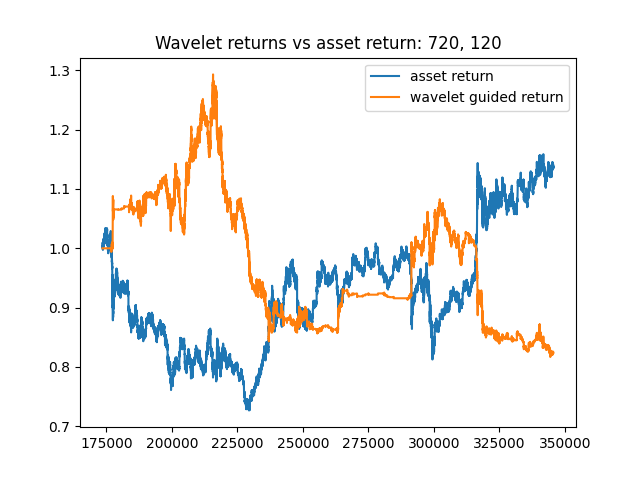 Wavelet returns vs asset return: 720, 120
asset return
wavelet guided return
1.3
1.2
1.1
1.0
0.9
0.8
0.7
175000 200000 225000 250000 275000 300000 325000 350000